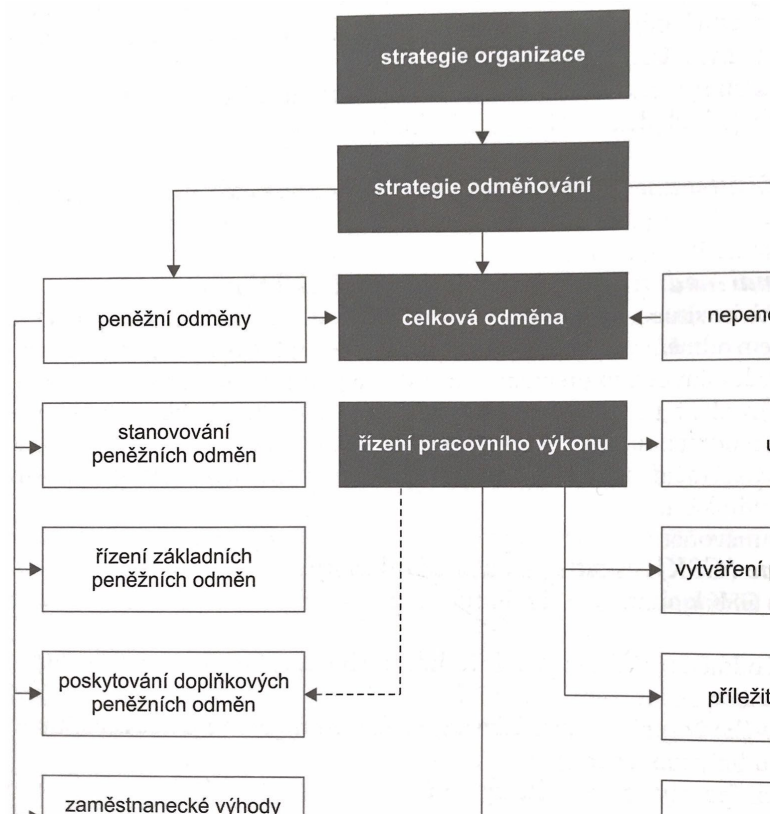 strategie organizace
strategie odměňování
peněžní odměny
celková odměna
stanovování
peněžních odměn
řízení pracovního výkonu
řízení základních
peněžních odměn
vytváření
poskytování doplňkových
peněžních odměn
zaměstnanecké výhody